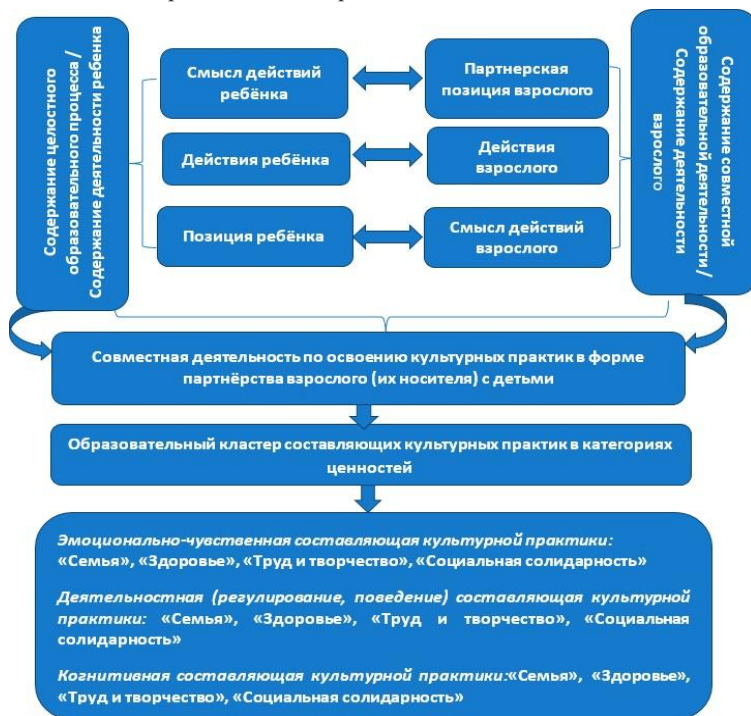 Содержание целостного
образовательного процесса /
Содержание деятельности ребенка
Смысл действий
ребёнка
Партнерская
позиция взрослого
Действия ребёнка
Действия
взрослого
Позиция ребёнка
Смысл действий
взрослого
Содержание совместной
образовательной деятельности/
Содержание деятельности
взрослого
Совместная деятельность по освоению культурных практик в форме
партнёрства взрослого (их носителя) с детьми
Образовательный кластер составляющих культурных практик в категориях
ценностей
Эмоционально-чувственная составляющая культурной практики:
«Семья», «Здоровье», «Труд и творчество», «Социальная солидарность»
Деятельностная (регулирование, поведение) составляющая культурной
практики: «Семья», «Здоровье», «Труд и творчество», «Социальная
солидарность»
Когнитивная составляющая культурной практики:«Семья», «Здоровье»,
«Труд и творчество», «Социальная солидарность»